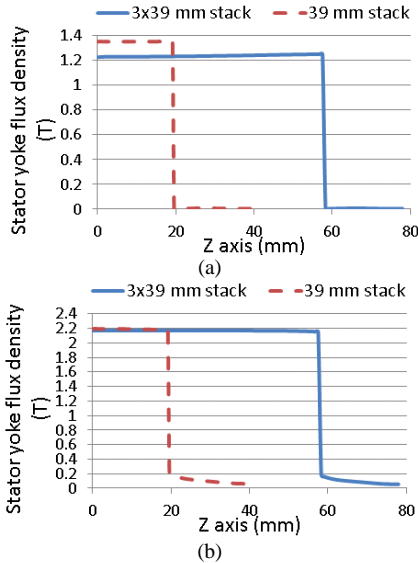 3x39 mm stack 39 mm stack
Stator yoke flux density
(T)
1.4
1.2
1
0.8
0.6
0.4
0.2
0
0 20 40 60 80
Z axis (mm)
(a)
3x39 mm stack 39 mm stack
Stator yoke flux density
(T)
2.4
2.2
2
1.8
1.6
1.4
1.2
1
0.8
0.6
0.4
0.2
0
0 20 40 60 80
Z axis (mm)
(b)